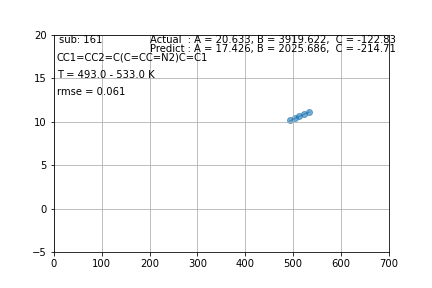 sub: 161
Actual : A = 20.633, B = 3919.622, C = -122.83
Predict : A = 17.426, B = 2025.686, C = -214.71
CC1=CC2=C(C=CC=N2)C=C1
T = 493.0 - 533.0 K
rmse = 0.061
20
15
10
5
0
−5
0 100 200 300 400 500 600 700